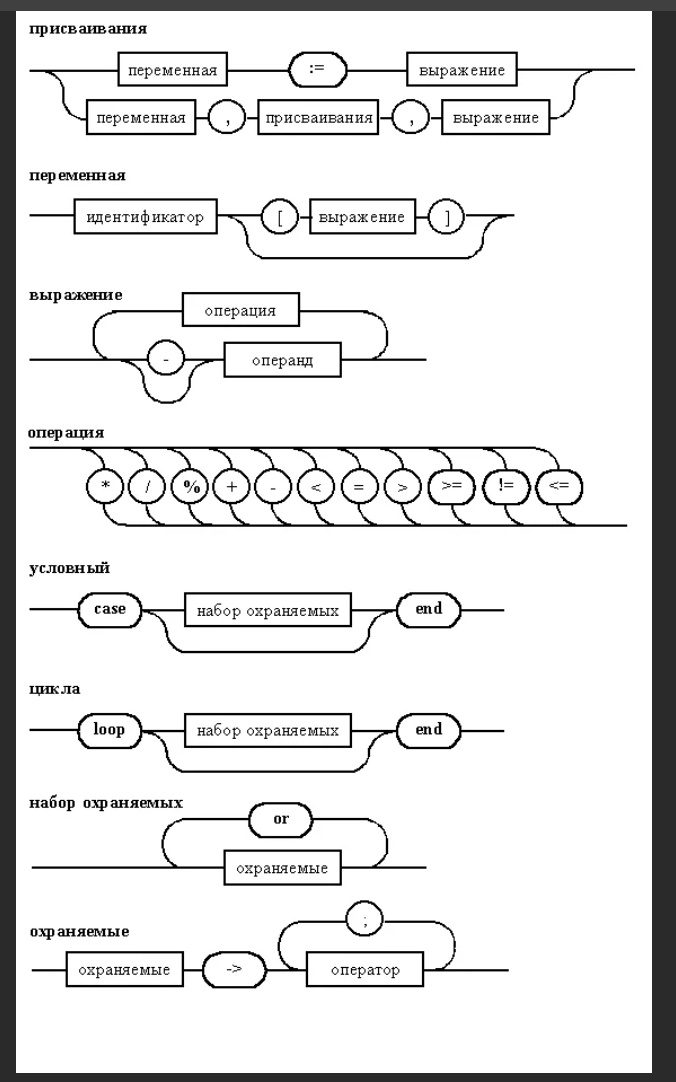 присваивания
переменная := выражение
переменная , присваивания , выражение
переменная
идентификатор [ выражение ]
выражение
операция
- операнд
операция
* / % + - < = > >= != <=
условный
case набор охраняемых end
цикла
loop набор охраняемых end
набор охраняемых
or
охраняемые
;
охраняемые
охраняемые -> оператор